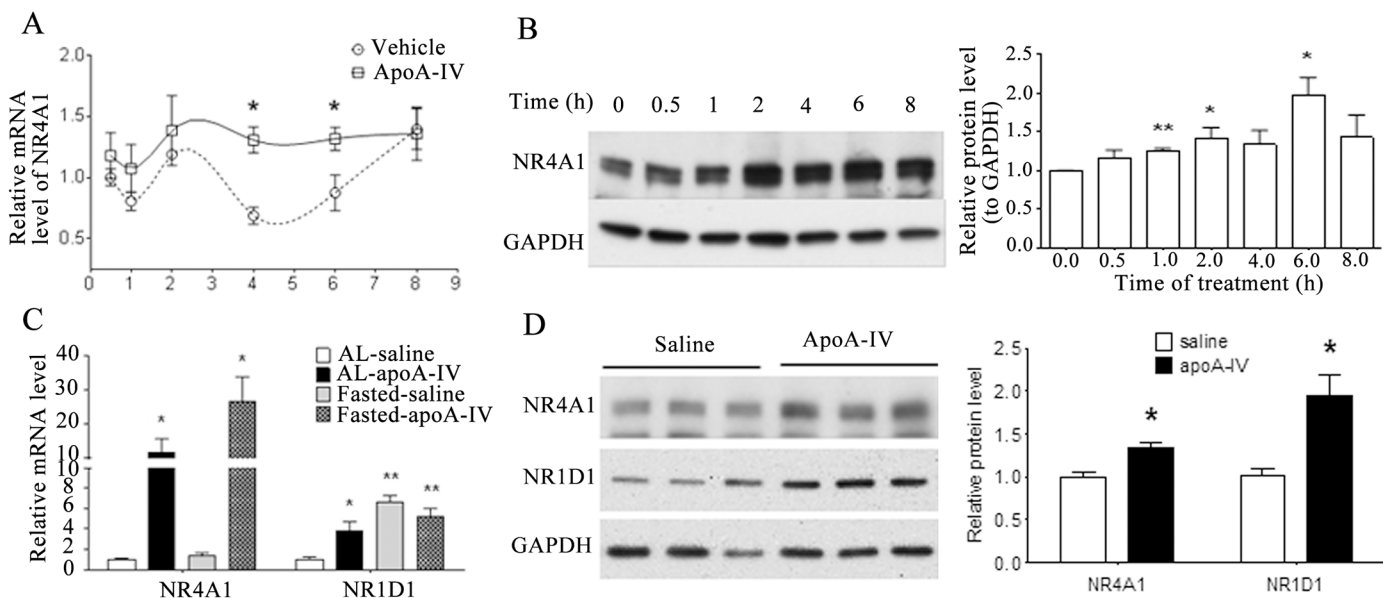 A
Relative mRNA
level of NR4A1
2.0
1.5
1.0
0.5
Vehicle
ApoA-IV
* *
0 1 2 3 4 5 6 7 8 9
B
Time (h) 0 0.5 1 2 4 6 8
NR4A1
GAPDH
Relative protein level
(to GAPDH)
2.5
2.0
1.5
1.0
0.5
0.0
** * *
0.0 0.5 1.0 2.0 4.0 6.0 8.0
Time of treatment (h)
C
Relative mRNA level
40
30
20
10
8
6
4
2
0
AL-saline
AL-apoA-IV
Fasted-saline
Fasted-apoA-IV
* * * ** **
NR4A1 NR1D1
D
Saline ApoA-IV
NR4A1
NR1D1
GAPDH
Relative protein level
2.5
2.0
1.5
1.0
0.5
0.0
saline
apoA-IV
* *
NR4A1 NR1D1